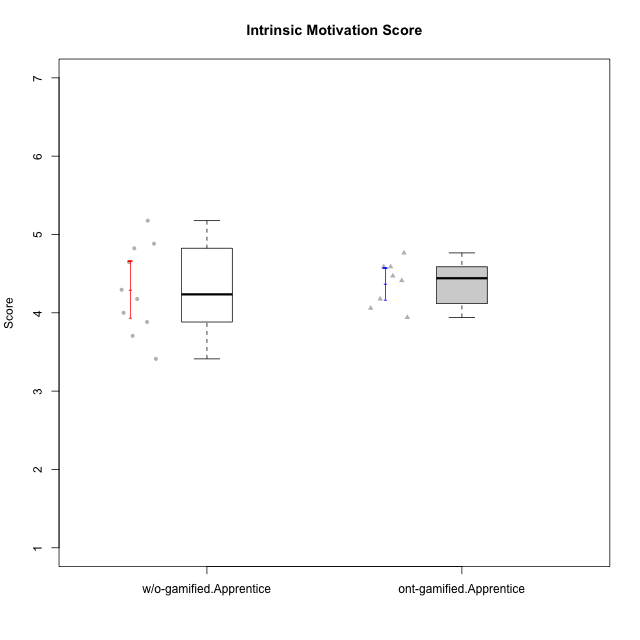 Intrinsic Motivation Score
7
6
5
4
3
2
1
Score
w/o-gamified.Apprentice
ont-gamified.Apprentice